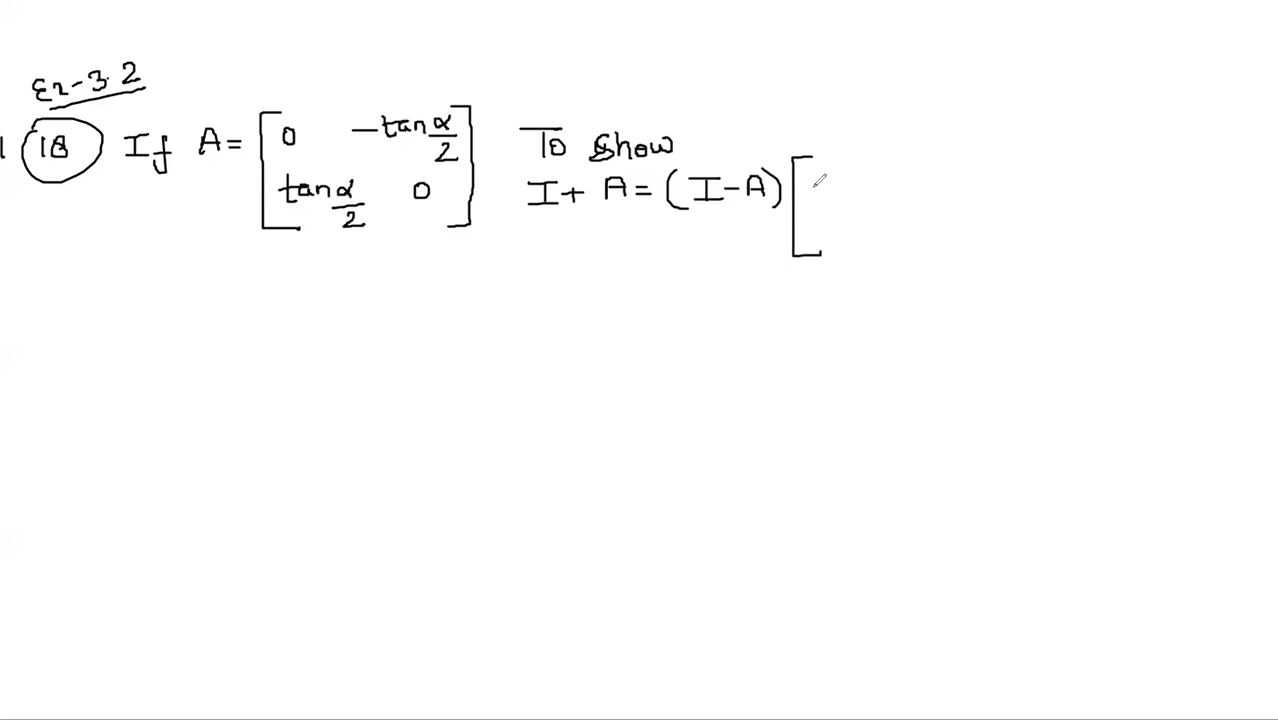 Ex-3.2
18 If A = [ 0 -tan α/2 To show
tan α/2 0 ] I + A = (I - A) [